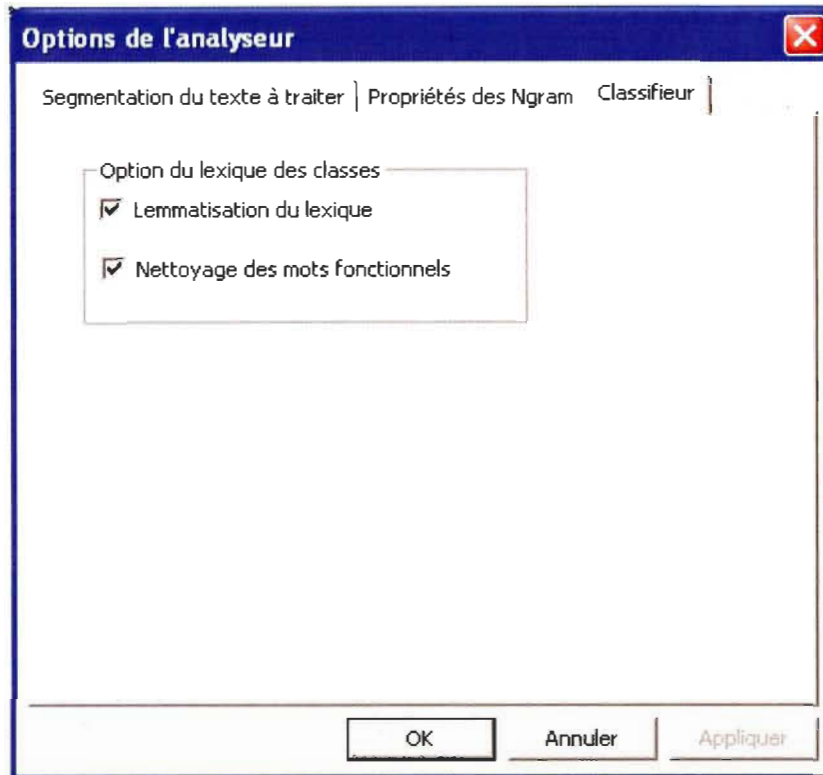 Options de l'analyseur
Segmentation du texte à traiter Propriétés des Ngram Classifieur
Option du lexique des classes
Lemmatisation du lexique
Nettoyage des mots fonctionnels
OK Annuler Appliquer